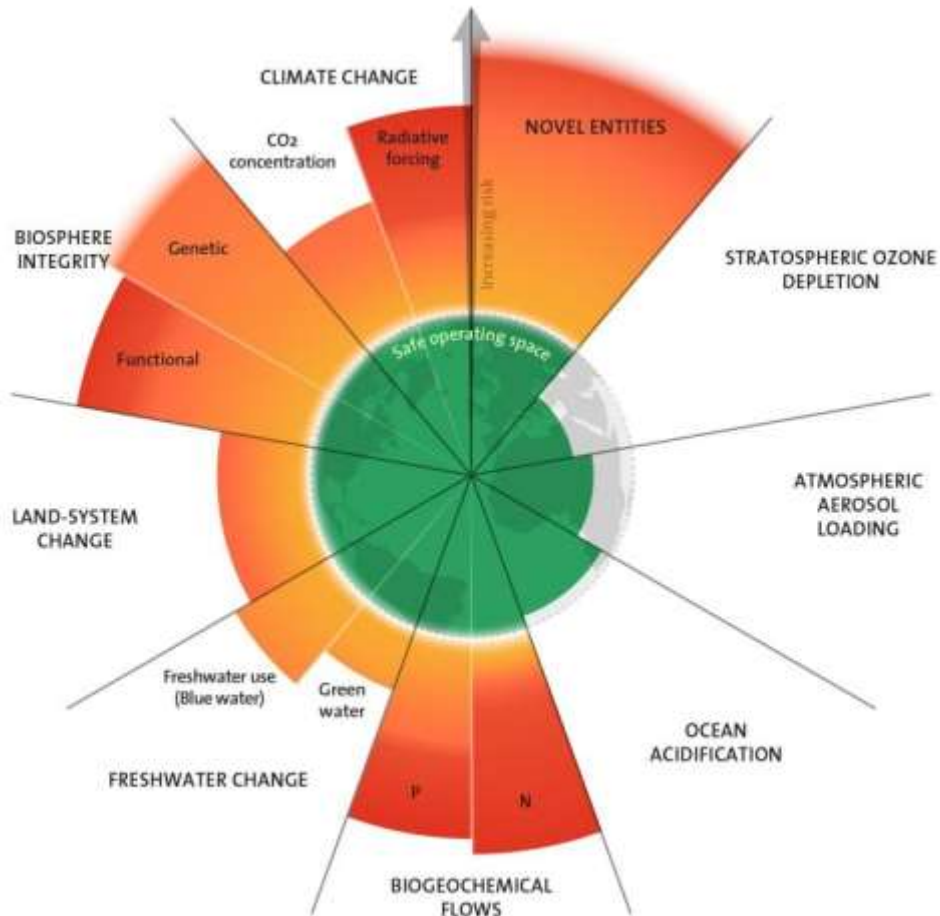 CLIMATE CHANGE
CO2
concentration
Radiative
forcing
NOVEL ENTITIES
Increasing risk
BIOSPHERE
INTEGRITY
Genetic
Functional
STRATOSPHERIC OZONE
DEPLETION
Safe operating space
LAND-SYSTEM
CHANGE
ATMOSPHERIC
AEROSOL
LOADING
Freshwater use
(Blue water)
Green
water
FRESHWATER CHANGE
OCEAN
ACIDIFICATION
P
N
BIOGEOCHEMICAL
FLOWS